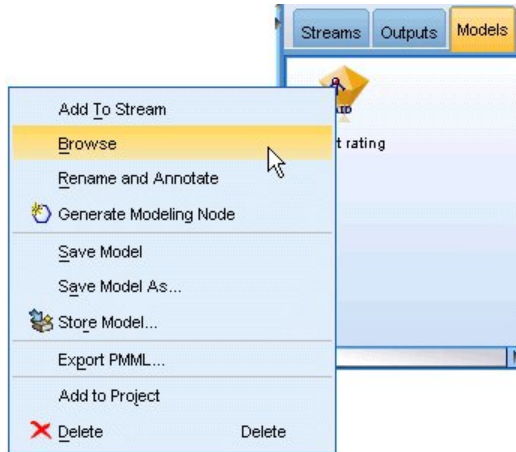 Streams Outputs Models
t rating
Add To Stream
Browse
Rename and Annotate
Generate Modeling Node
Save Model
Save Model As...
Store Model...
Export PMML...
Add to Project
Delete Delete